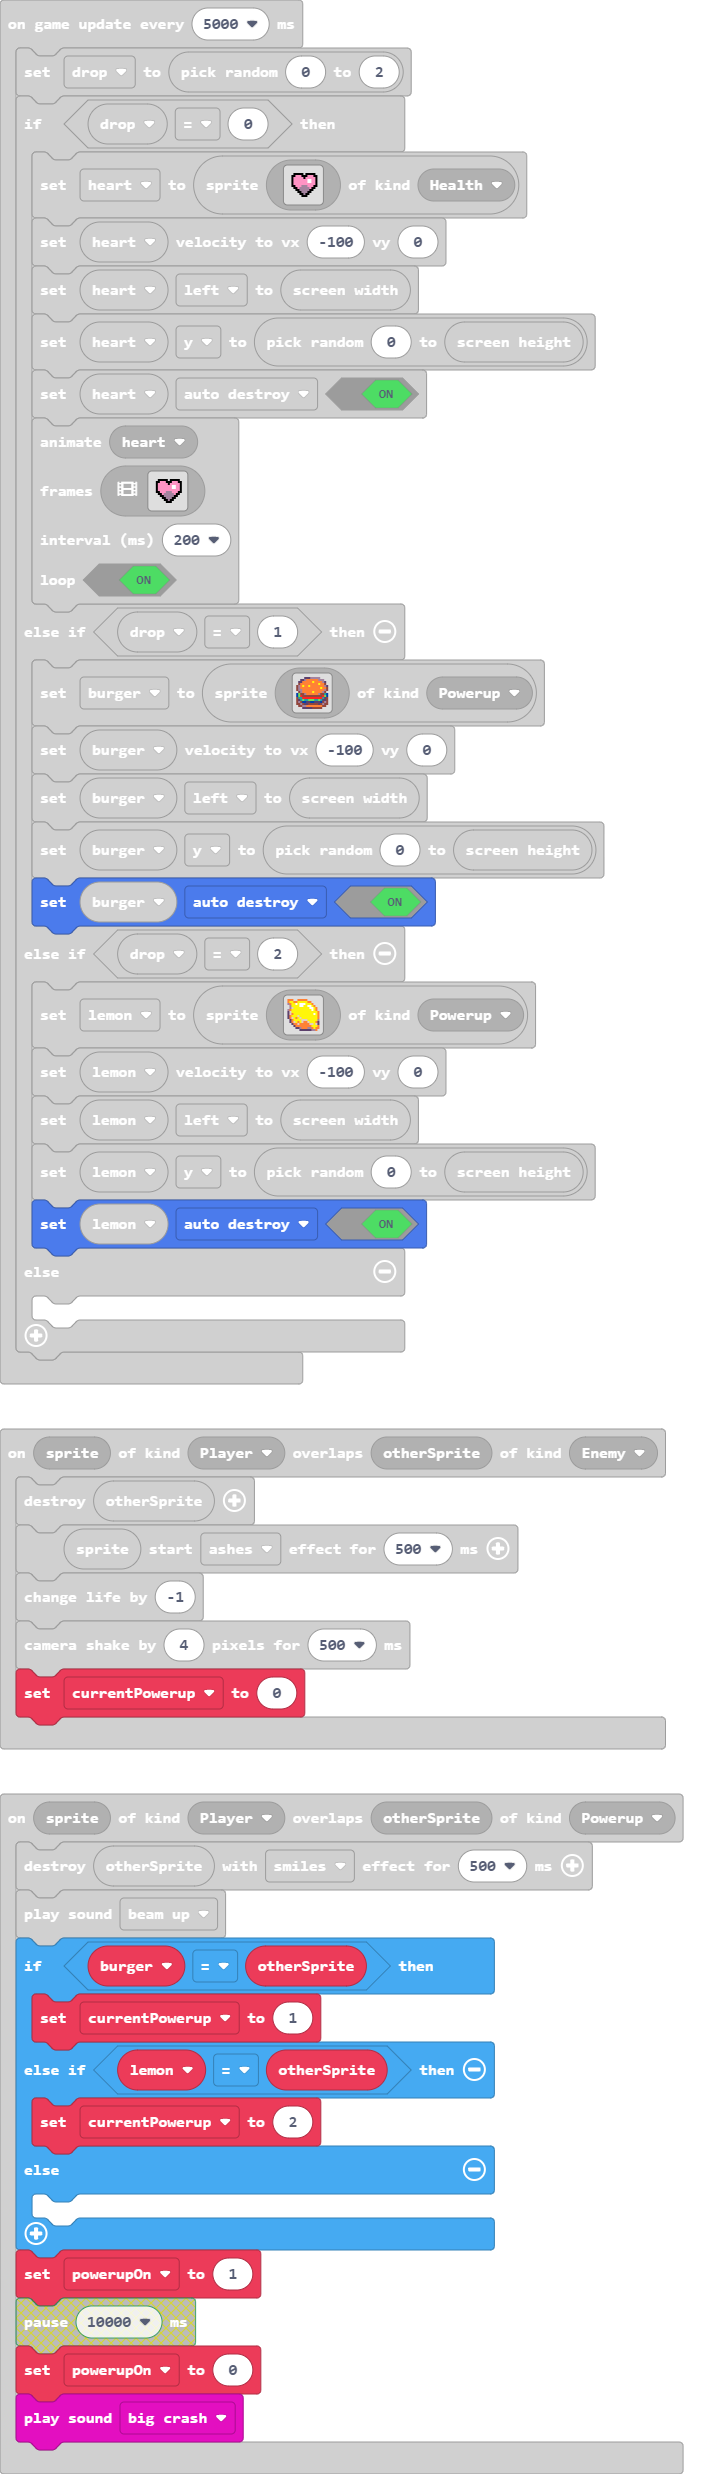 on game update every 5000 ms
set drop to pick random 0 to 2
if drop = 0 then
set heart to sprite of kind Health
set heart velocity to vx -100 vy 0
set heart left to screen width
set heart y to pick random 0 to screen height
set heart auto destroy ON
animate heart
frames
interval (ms) 200
loop ON
else if drop = 1 then
set burger to sprite of kind Powerup
set burger velocity to vx -100 vy 0
set burger left to screen width
set burger y to pick random 0 to screen height
set burger auto destroy ON
else if drop = 2 then
set lemon to sprite of kind Powerup
set lemon velocity to vx -100 vy 0
set lemon left to screen width
set lemon y to pick random 0 to screen height
set lemon auto destroy ON
else
on sprite of kind Player overlaps otherSprite of kind Enemy
destroy otherSprite
sprite start ashes effect for 500 ms
change life by -1
camera shake by 4 pixels for 500 ms
set currentPowerup to 0
on sprite of kind Player overlaps otherSprite of kind Powerup
destroy otherSprite with smiles effect for 500 ms
play sound beam up
if burger = otherSprite then
set currentPowerup to 1
else if lemon = otherSprite then
set currentPowerup to 2
else
set powerupOn to 1
pause 10000 ms
set powerupOn to 0
play sound big crash